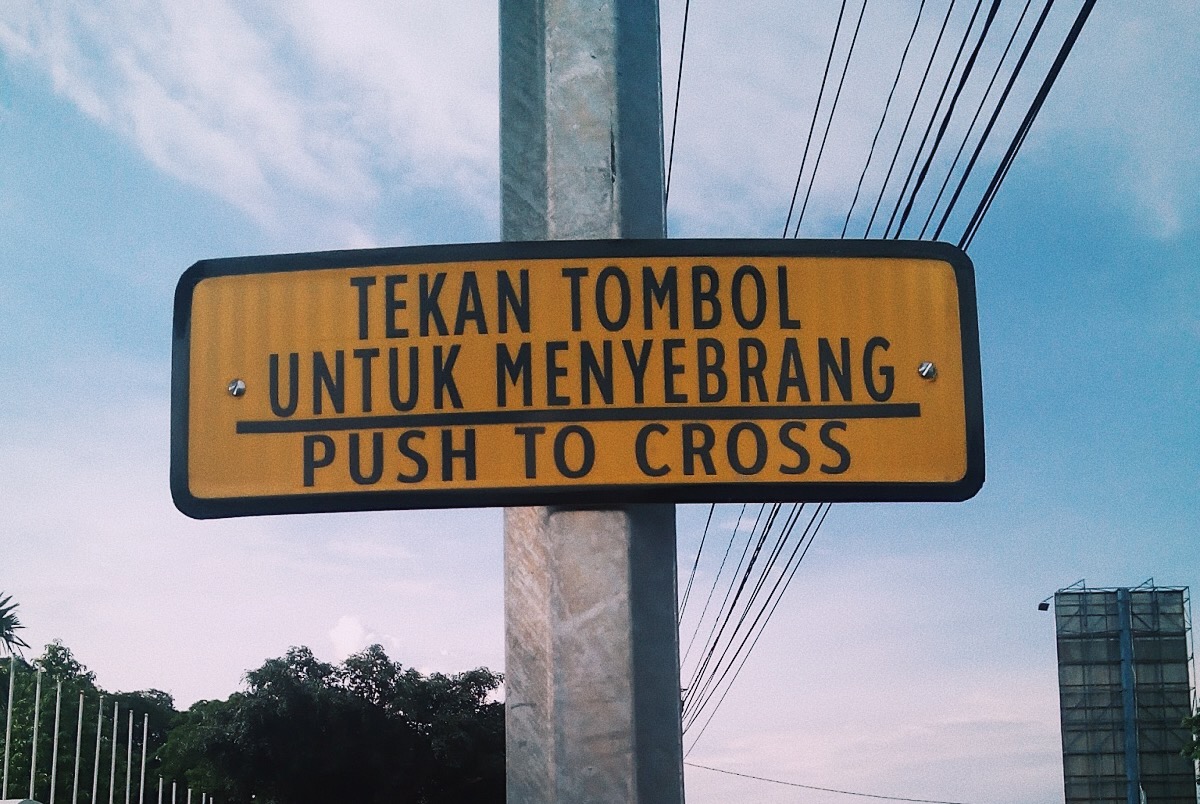 TEKAN TOMBOL
UNTUK MENYEBRANG
PUSH TO CROSS